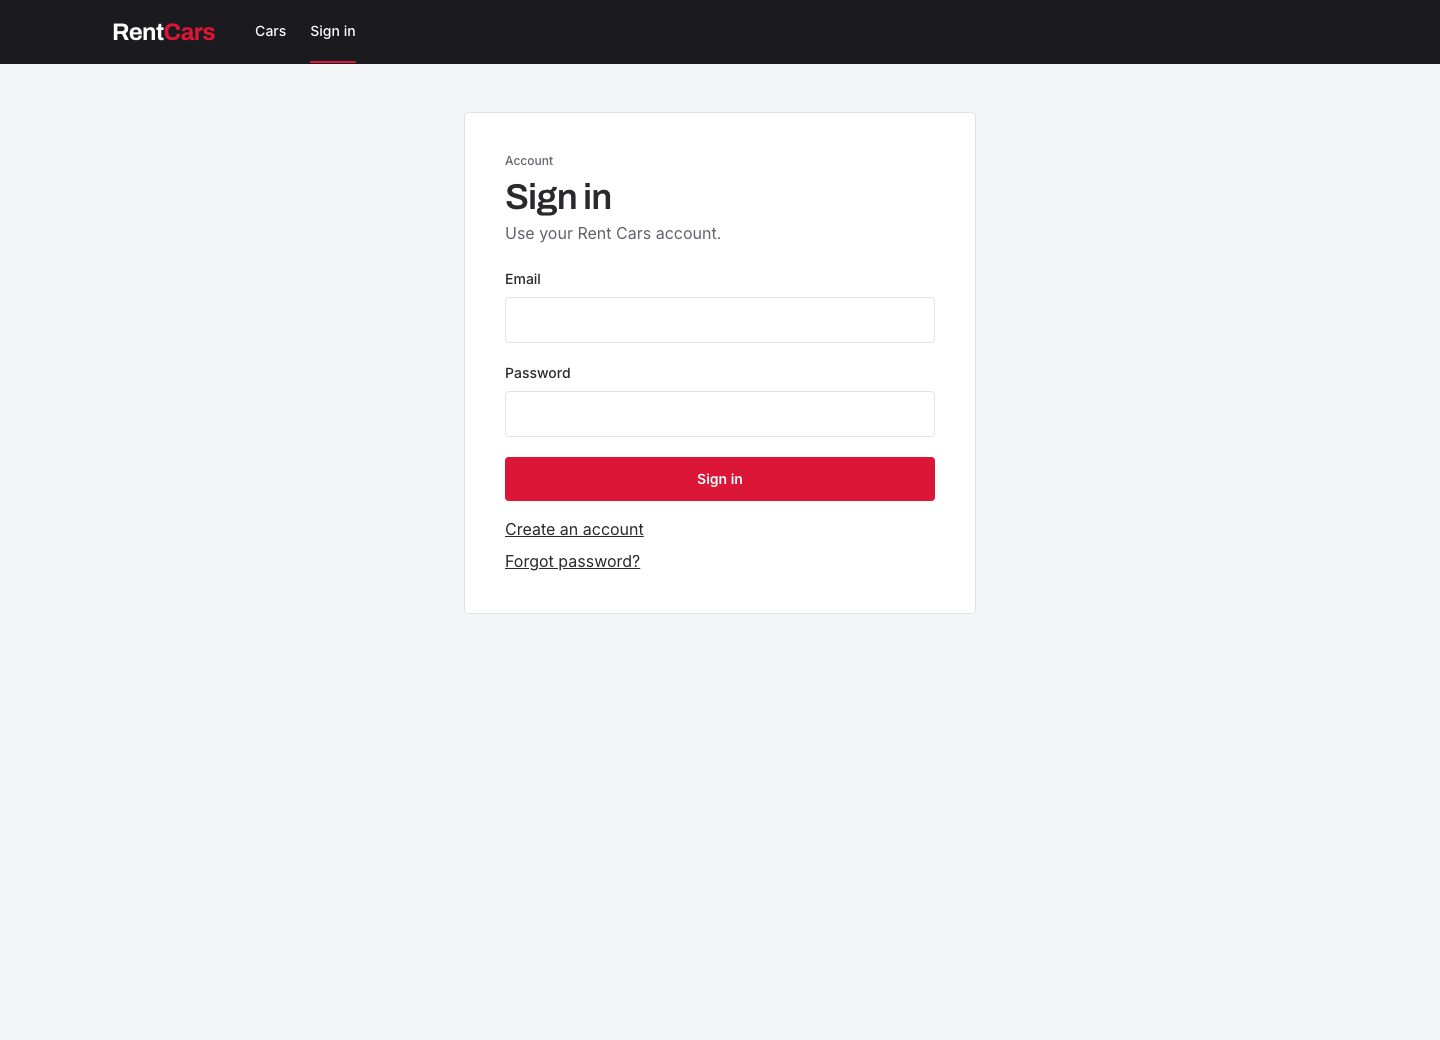 RentCars
Cars
Sign in
Account
Sign in
Use your Rent Cars account.
Email
Password
Sign in
Create an account
Forgot password?